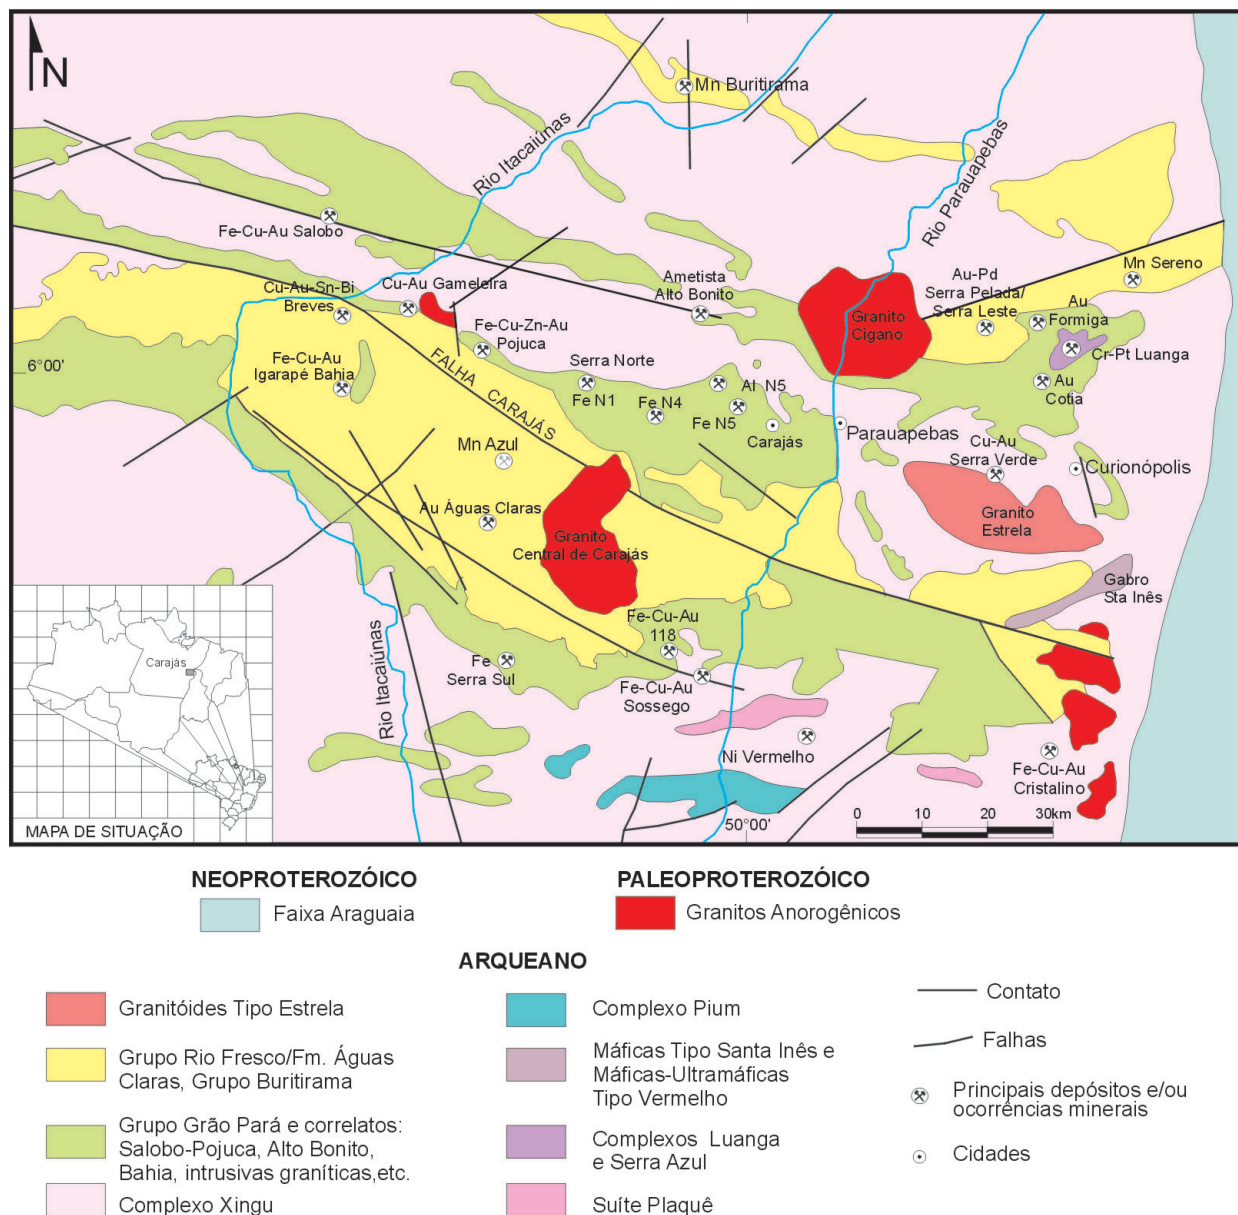 N
Mn Buritirama
Rio Itacaiúnas
Rio Parauapebas
Fe-Cu-Au Salobo
Cu-Au-Sn-Bi
Breves
Cu-Au Gameleira
Ametista
Alto Bonito
Au-Pd
Serra Pelada/
Serra Leste
Mn Sereno
Au
Formiga
Granito
Cigano
Cr-Pt Luanga
Fe-Cu-Zn-Au
Pojuca
6°00'
Fe-Cu-Au
Igarapé Bahia
FALHA CARAJÁS
Serra Norte
Fe N1
Fe N4
Al N5
Fe N5
Carajás
Au
Cotia
Parauapebas
Mn Azul
Cu-Au
Serra Verde
Curionópolis
Au Águas Claras
Granito
Central de Carajás
Granito
Estrela
Gabro
Sta Inês
Carajás
Rio Itacaiúnas
Fe
Serra Sul
Fe-Cu-Au
118
Fe-Cu-Au
Sossego
Ni Vermelho
Fe-Cu-Au
Cristalino
MAPA DE SITUAÇÃO
50°00'
0 10 20 30km
NEOPROTEROZÓICO
Faixa Araguaia
PALEOPROTEROZÓICO
Granitos Anorogênicos
ARQUEANO
Granitóides Tipo Estrela
Grupo Rio Fresco/Fm. Águas
Claras, Grupo Buritirama
Grupo Grão Pará e correlatos:
Salobo-Pojuca, Alto Bonito,
Bahia, intrusivas graníticas,etc.
Complexo Xingu
Complexo Pium
Máficas Tipo Santa Inês e
Máficas-Ultramáficas
Tipo Vermelho
Complexos Luanga
e Serra Azul
Suíte Plaquê
Contato
Falhas
Principais depósitos e/ou
ocorrências minerais
Cidades